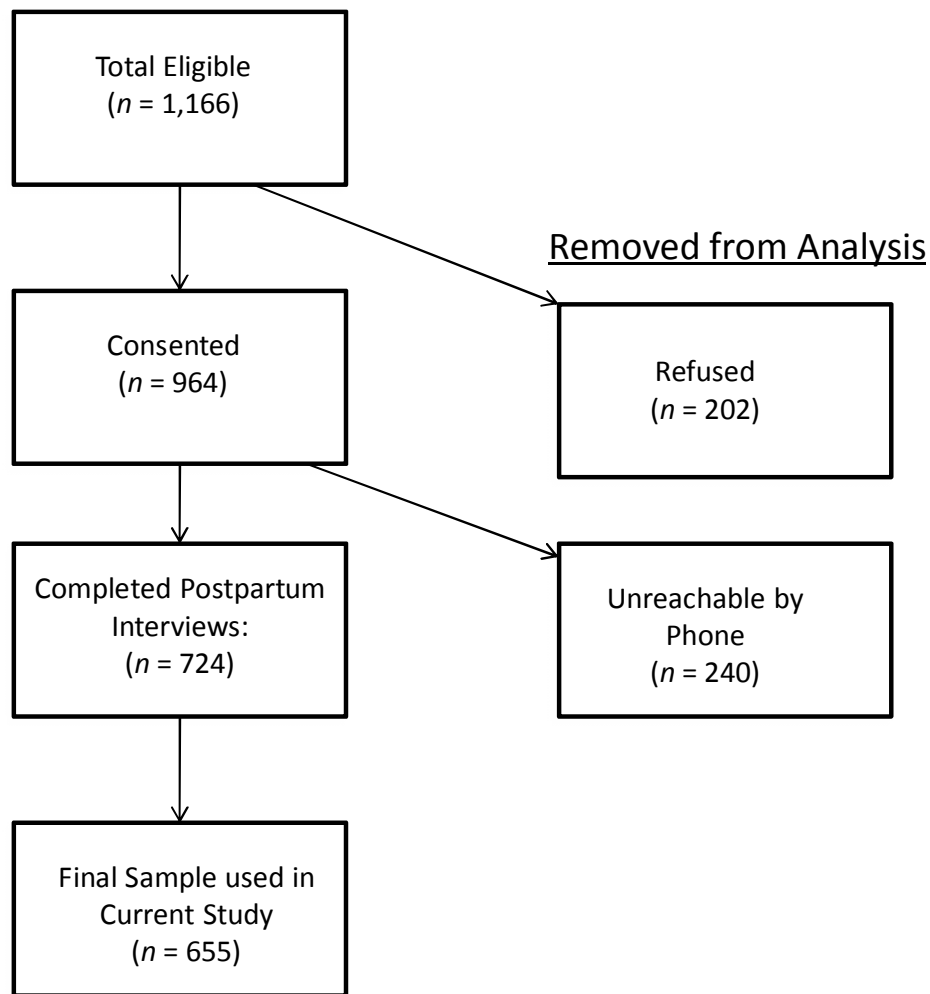 Total Eligible
(n = 1,166)
Removed from Analysis
Consented
(n = 964)
Refused
(n = 202)
Completed Postpartum
Interviews:
(n = 724)
Unreachable by
Phone
(n = 240)
Final Sample used in
Current Study
(n = 655)